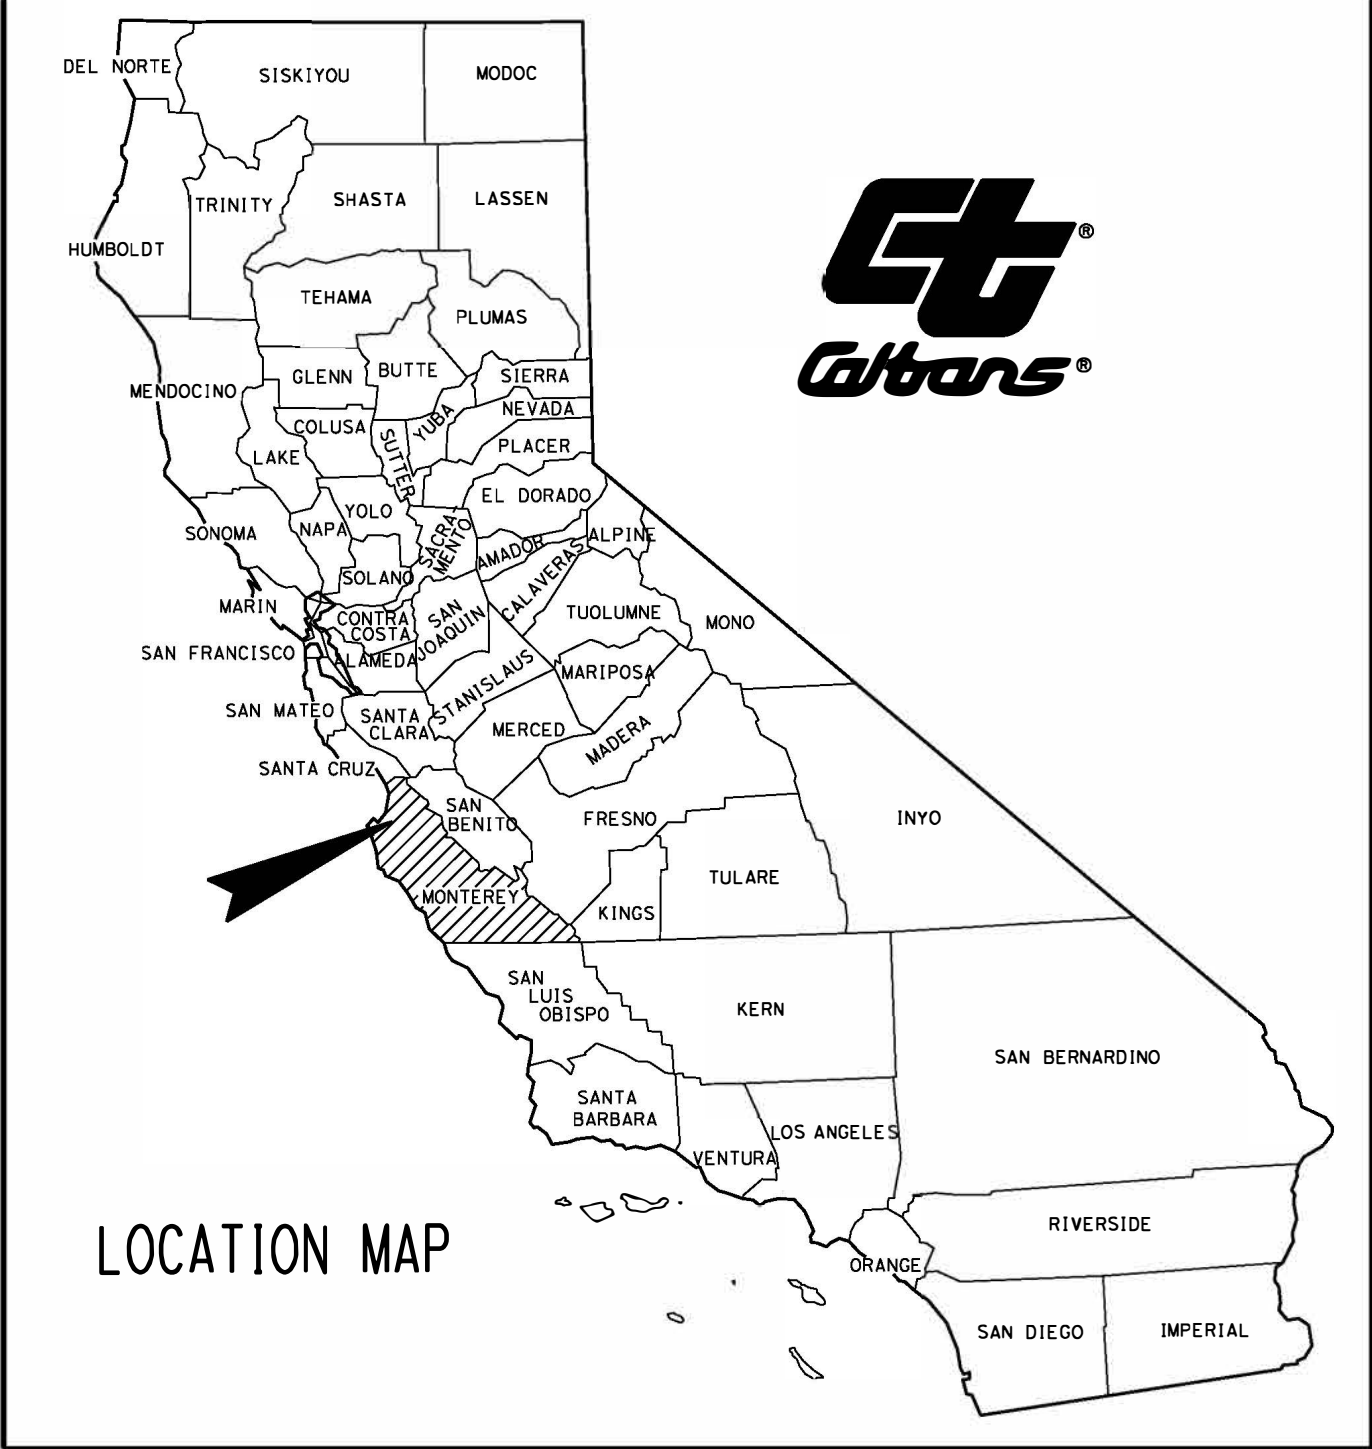 DEL NORTE
SISKIYOU
MODOC
TRINITY
SHASTA
LASSEN
HUMBOLDT
®
TEHAMA
PLUMAS
Caltrans®
MENDOCINO
GLENN
BUTTE
SIERRA
NEVADA
COLUSA
YUBA
PLACER
LAKE
SUTTER
EL DORADO
YOLO
SONOMA
NAPA
SACRA-
MENTO
ALPINE
AMADOR
SOLANO
CALAVERAS
MARIN
CONTRA
COSTA
SAN
JOAQUIN
TUOLUMNE
MONO
SAN FRANCISCO
ALAMEDA
STANISLAUS
MARIPOSA
SAN MATEO
SANTA
CLARA
MERCED
MADERA
SANTA CRUZ
SAN
BENITO
FRESNO
INYO
TULARE
MONTEREY
KINGS
SAN
LUIS
OBISPO
KERN
SAN BERNARDINO
SANTA
BARBARA
LOS ANGELES
VENTURA
LOCATION MAP
RIVERSIDE
ORANGE
SAN DIEGO
IMPERIAL